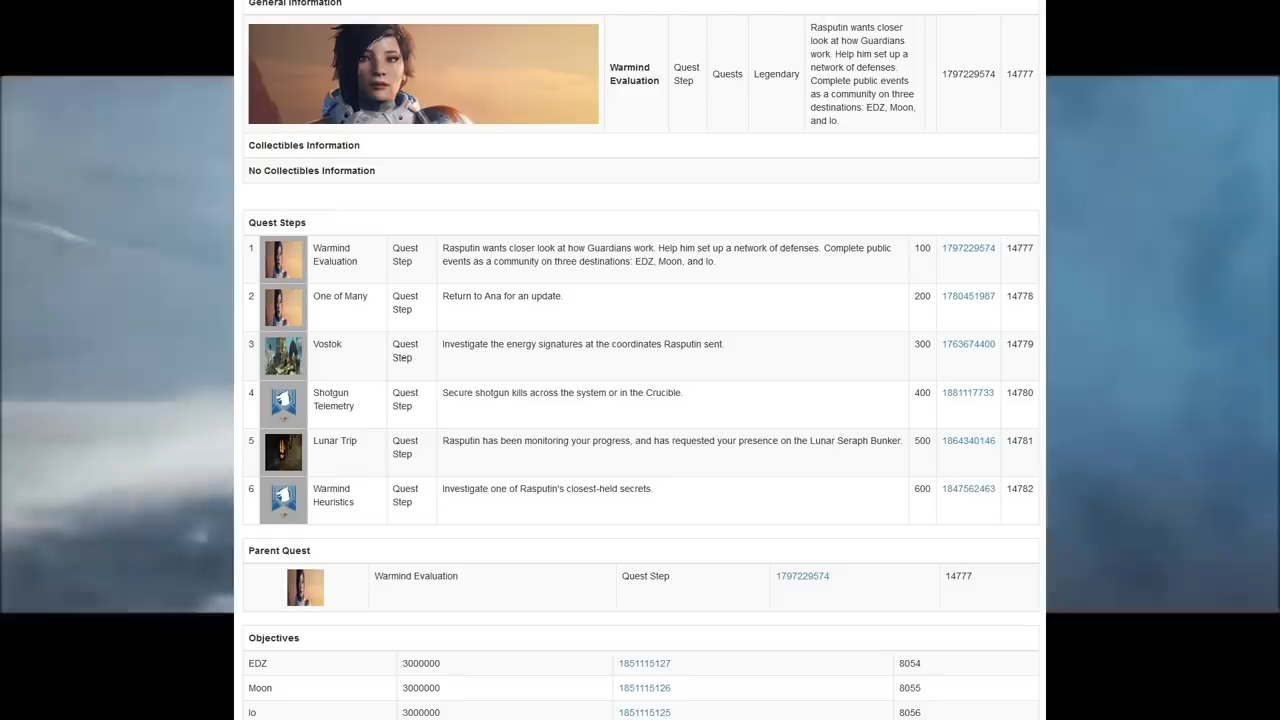 General Information
Warmind Evaluation
Quest Step
Quests
Legendary
Rasputin wants closer
look at how Guardians
work. Help him set up a
network of defenses.
Complete public events
as a community on three
destinations: EDZ, Moon,
and Io.
1797229574
14777
Collectibles Information
No Collectibles Information
Quest Steps
1 Warmind Evaluation Quest Step Rasputin wants closer look at how Guardians work. Help him set up a network of defenses. Complete public events as a community on three destinations: EDZ, Moon, and Io. 100 1797229574 14777
2 One of Many Quest Step Return to Ana for an update. 200 1780451987 14778
3 Vostok Quest Step Investigate the energy signatures at the coordinates Rasputin sent. 300 1763674400 14779
4 Shotgun Telemetry Quest Step Secure shotgun kills across the system or in the Crucible. 400 1881117733 14780
5 Lunar Trip Quest Step Rasputin has been monitoring your progress, and has requested your presence on the Lunar Seraph Bunker. 500 1864340146 14781
6 Warmind Heuristics Quest Step Investigate one of Rasputin's closest-held secrets. 600 1847562463 14782
Parent Quest
Warmind Evaluation Quest Step 1797229574 14777
Objectives
EDZ 3000000 1851115127 8054
Moon 3000000 1851115126 8055
Io 3000000 1851115125 8056